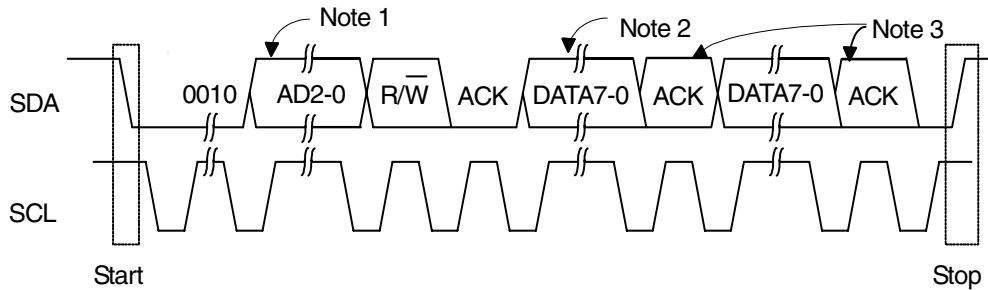 Note 1
Note 2
Note 3
SDA
0010
AD2-0
R/W̅
ACK
DATA7-0
ACK
DATA7-0
ACK
SCL
Start
Stop